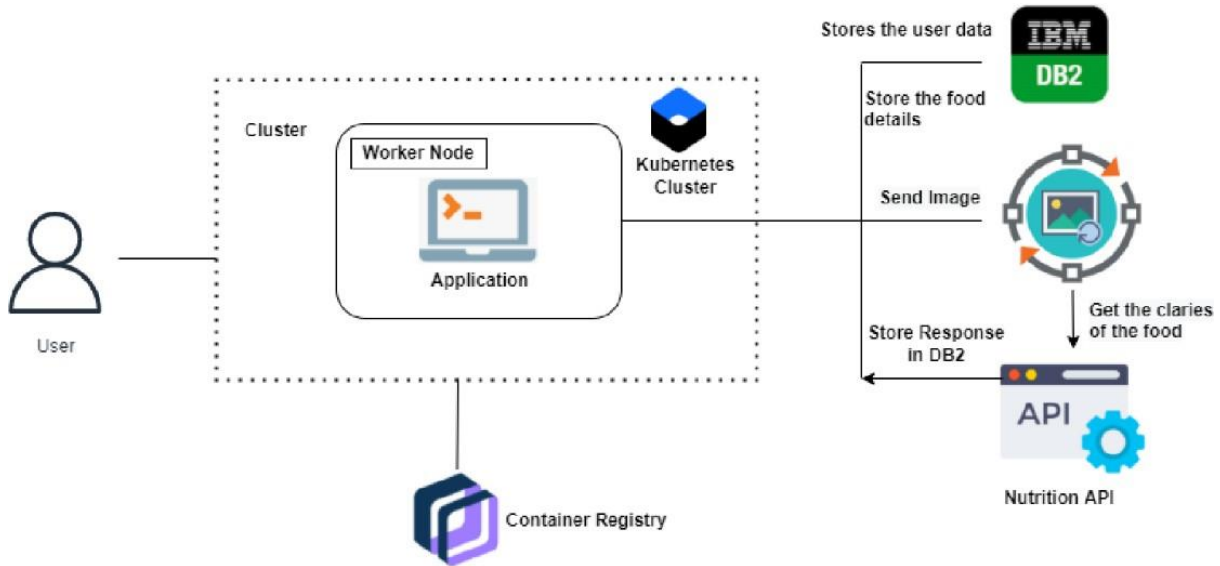 Stores the user data
IBM
DB2
Store the food
details
Cluster
Worker Node
Kubernetes
Cluster
Send Image
Application
User
Get the claries
of the food
Store Response
in DB2
API
Nutrition API
Container Registry